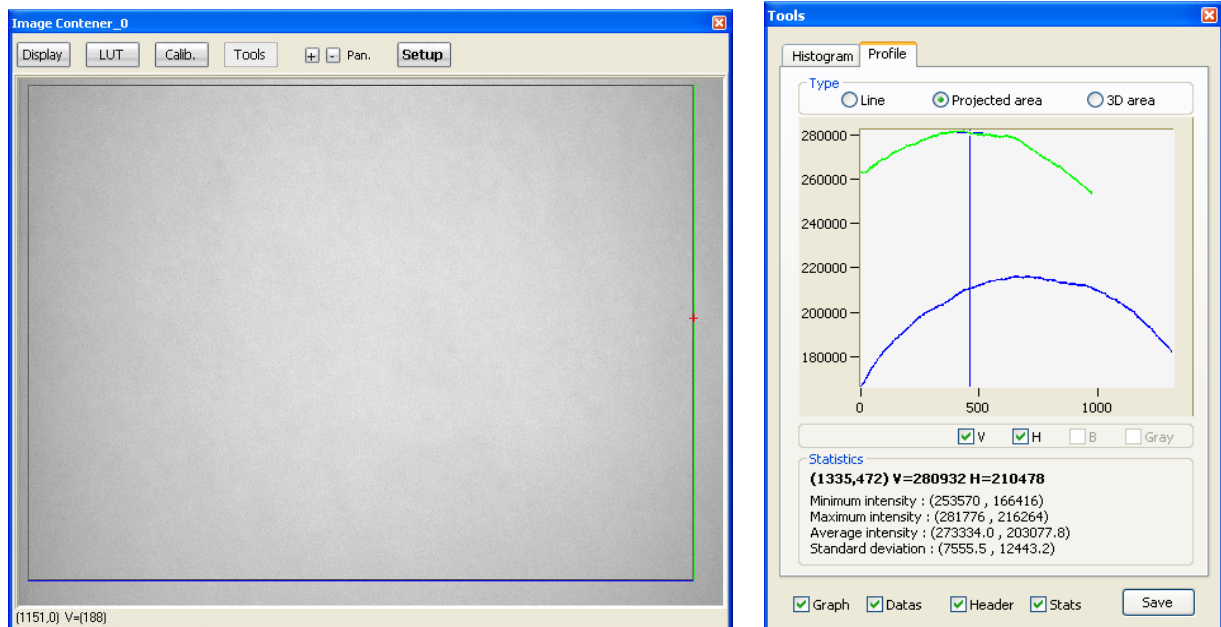 Image Contener_0
Display LUT Calib. Tools + - Pan. Setup
(1151,0) V=(188)
Tools
Histogram Profile
Type
Line Projected area 3D area
280000
260000
240000
220000
200000
180000
0 500 1000
V H B Gray
Statistics
(1335,472) V=280932 H=210478
Minimum intensity : (253570 , 166416)
Maximum intensity : (281776 , 216264)
Average intensity : (273334.0 , 203077.8)
Standard deviation : (7555.5 , 12443.2)
Graph Datas Header Stats Save